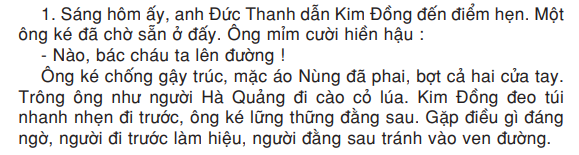 1. Sáng hôm ấy, anh Đức Thanh dẫn Kim Đồng đến điểm hẹn. Một
ông ké đã chờ sẵn ở đấy. Ông mỉm cười hiền hậu :
- Nào, bác cháu ta lên đường !
Ông ké chống gậy trúc, mặc áo Nùng đã phai, bợt cả hai cửa tay.
Trông ông như người Hà Quảng đi cào cỏ lúa. Kim Đồng đeo túi
nhanh nhẹn đi trước, ông ké lững thững đằng sau. Gặp điều gì đáng
ngờ, người đi trước làm hiệu, người đằng sau tránh vào ven đường.